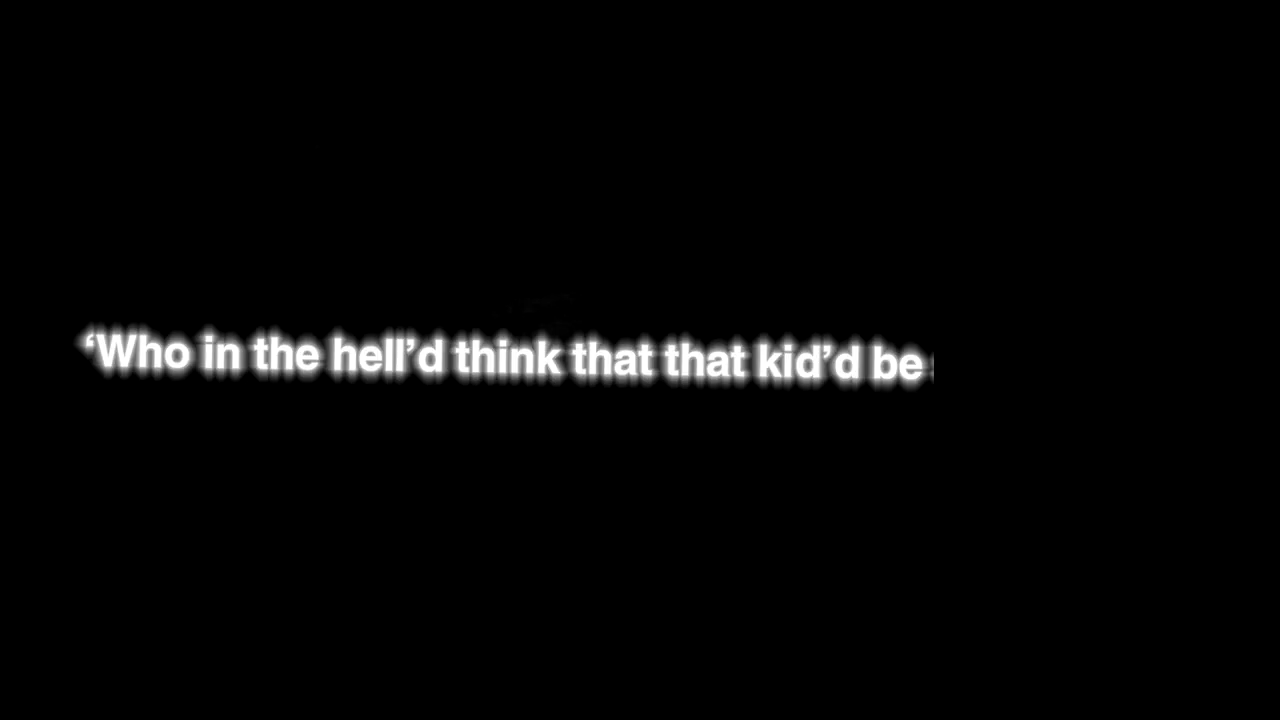 ‘Who in the hell’d think that that kid’d be